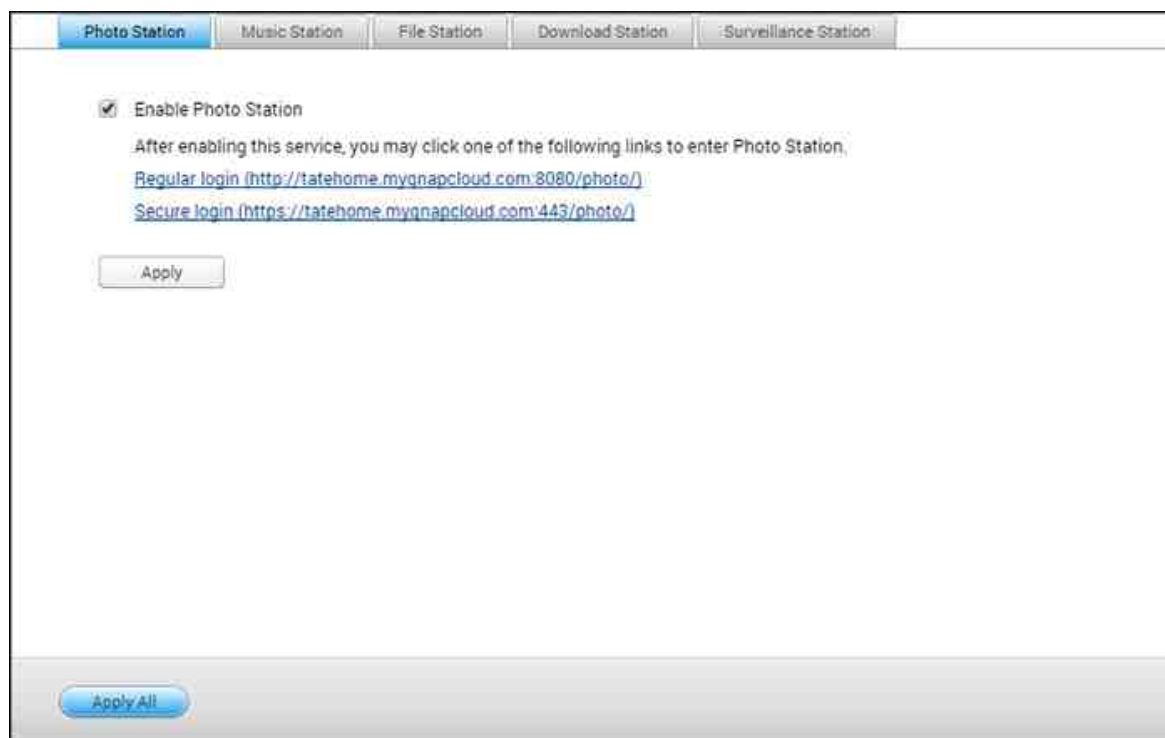 Photo Station Music Station File Station Download Station Surveillance Station
Enable Photo Station
After enabling this service, you may click one of the following links to enter Photo Station.
Regular login (http://tatehome.myqnapcloud.com:8080/photo/)
Secure login (https://tatehome.myqnapcloud.com:443/photo/)
Apply
Apply All